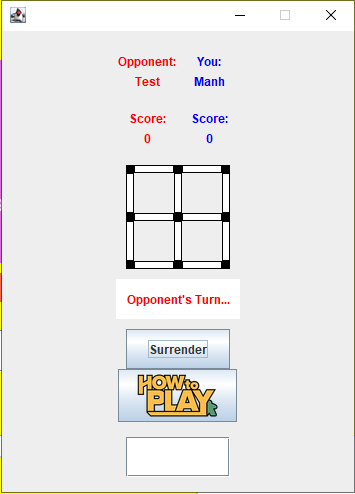 Opponent: You:
Test Manh
Score: Score:
0 0
Opponent's Turn...
Surrender
HOW to
PLAY